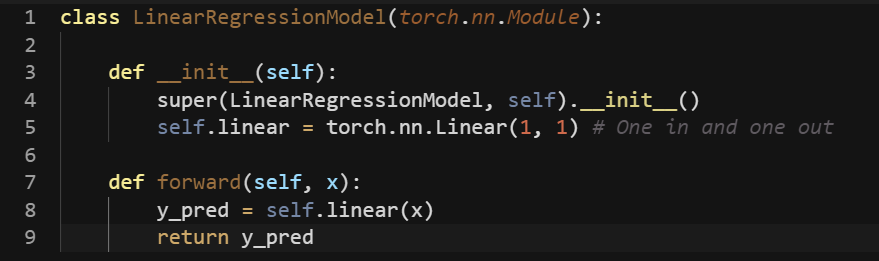 1 class LinearRegressionModel(torch.nn.Module):
2
3     def __init__(self):
4         super(LinearRegressionModel, self).__init__()
5         self.linear = torch.nn.Linear(1, 1) # One in and one out
6
7     def forward(self, x):
8         y_pred = self.linear(x)
9         return y_pred